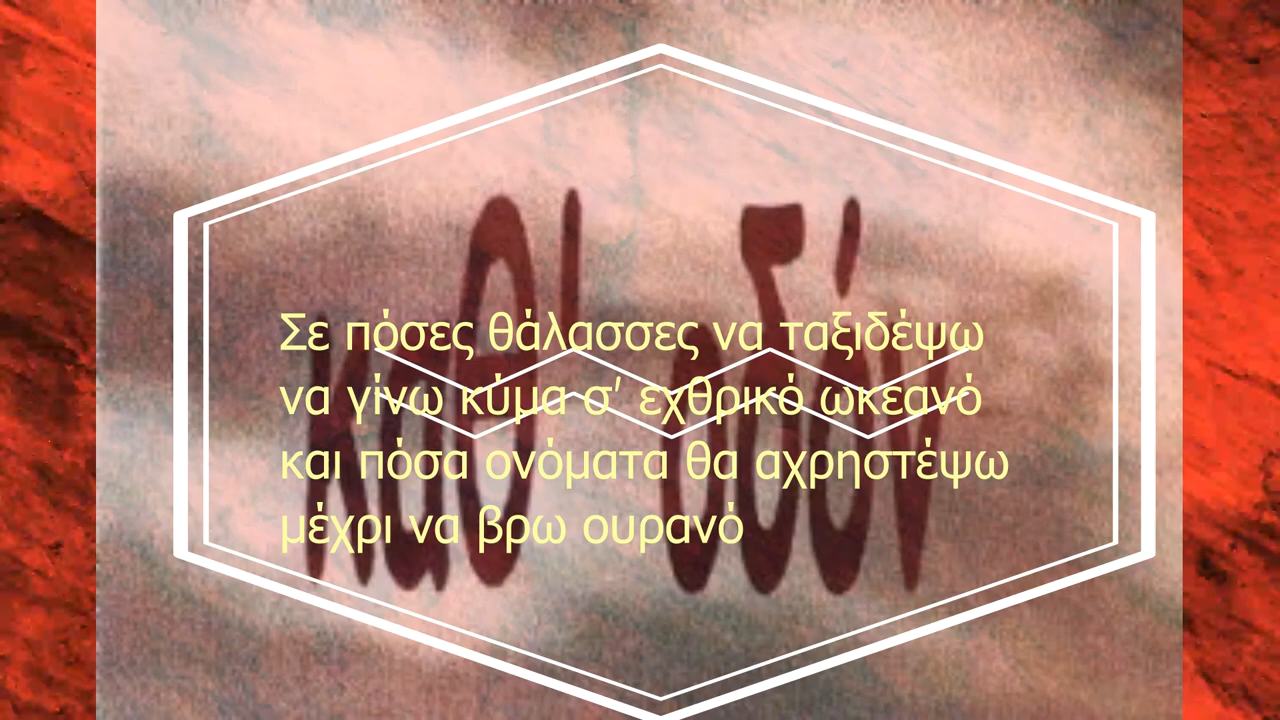 καθ' οδόν
Σε πόσες θάλασσες να ταξιδέψω
να γίνω κύμα σ' εχθρικό ωκεανό
και πόσα ονόματα θα αχρηστέψω
μέχρι να βρω ουρανό